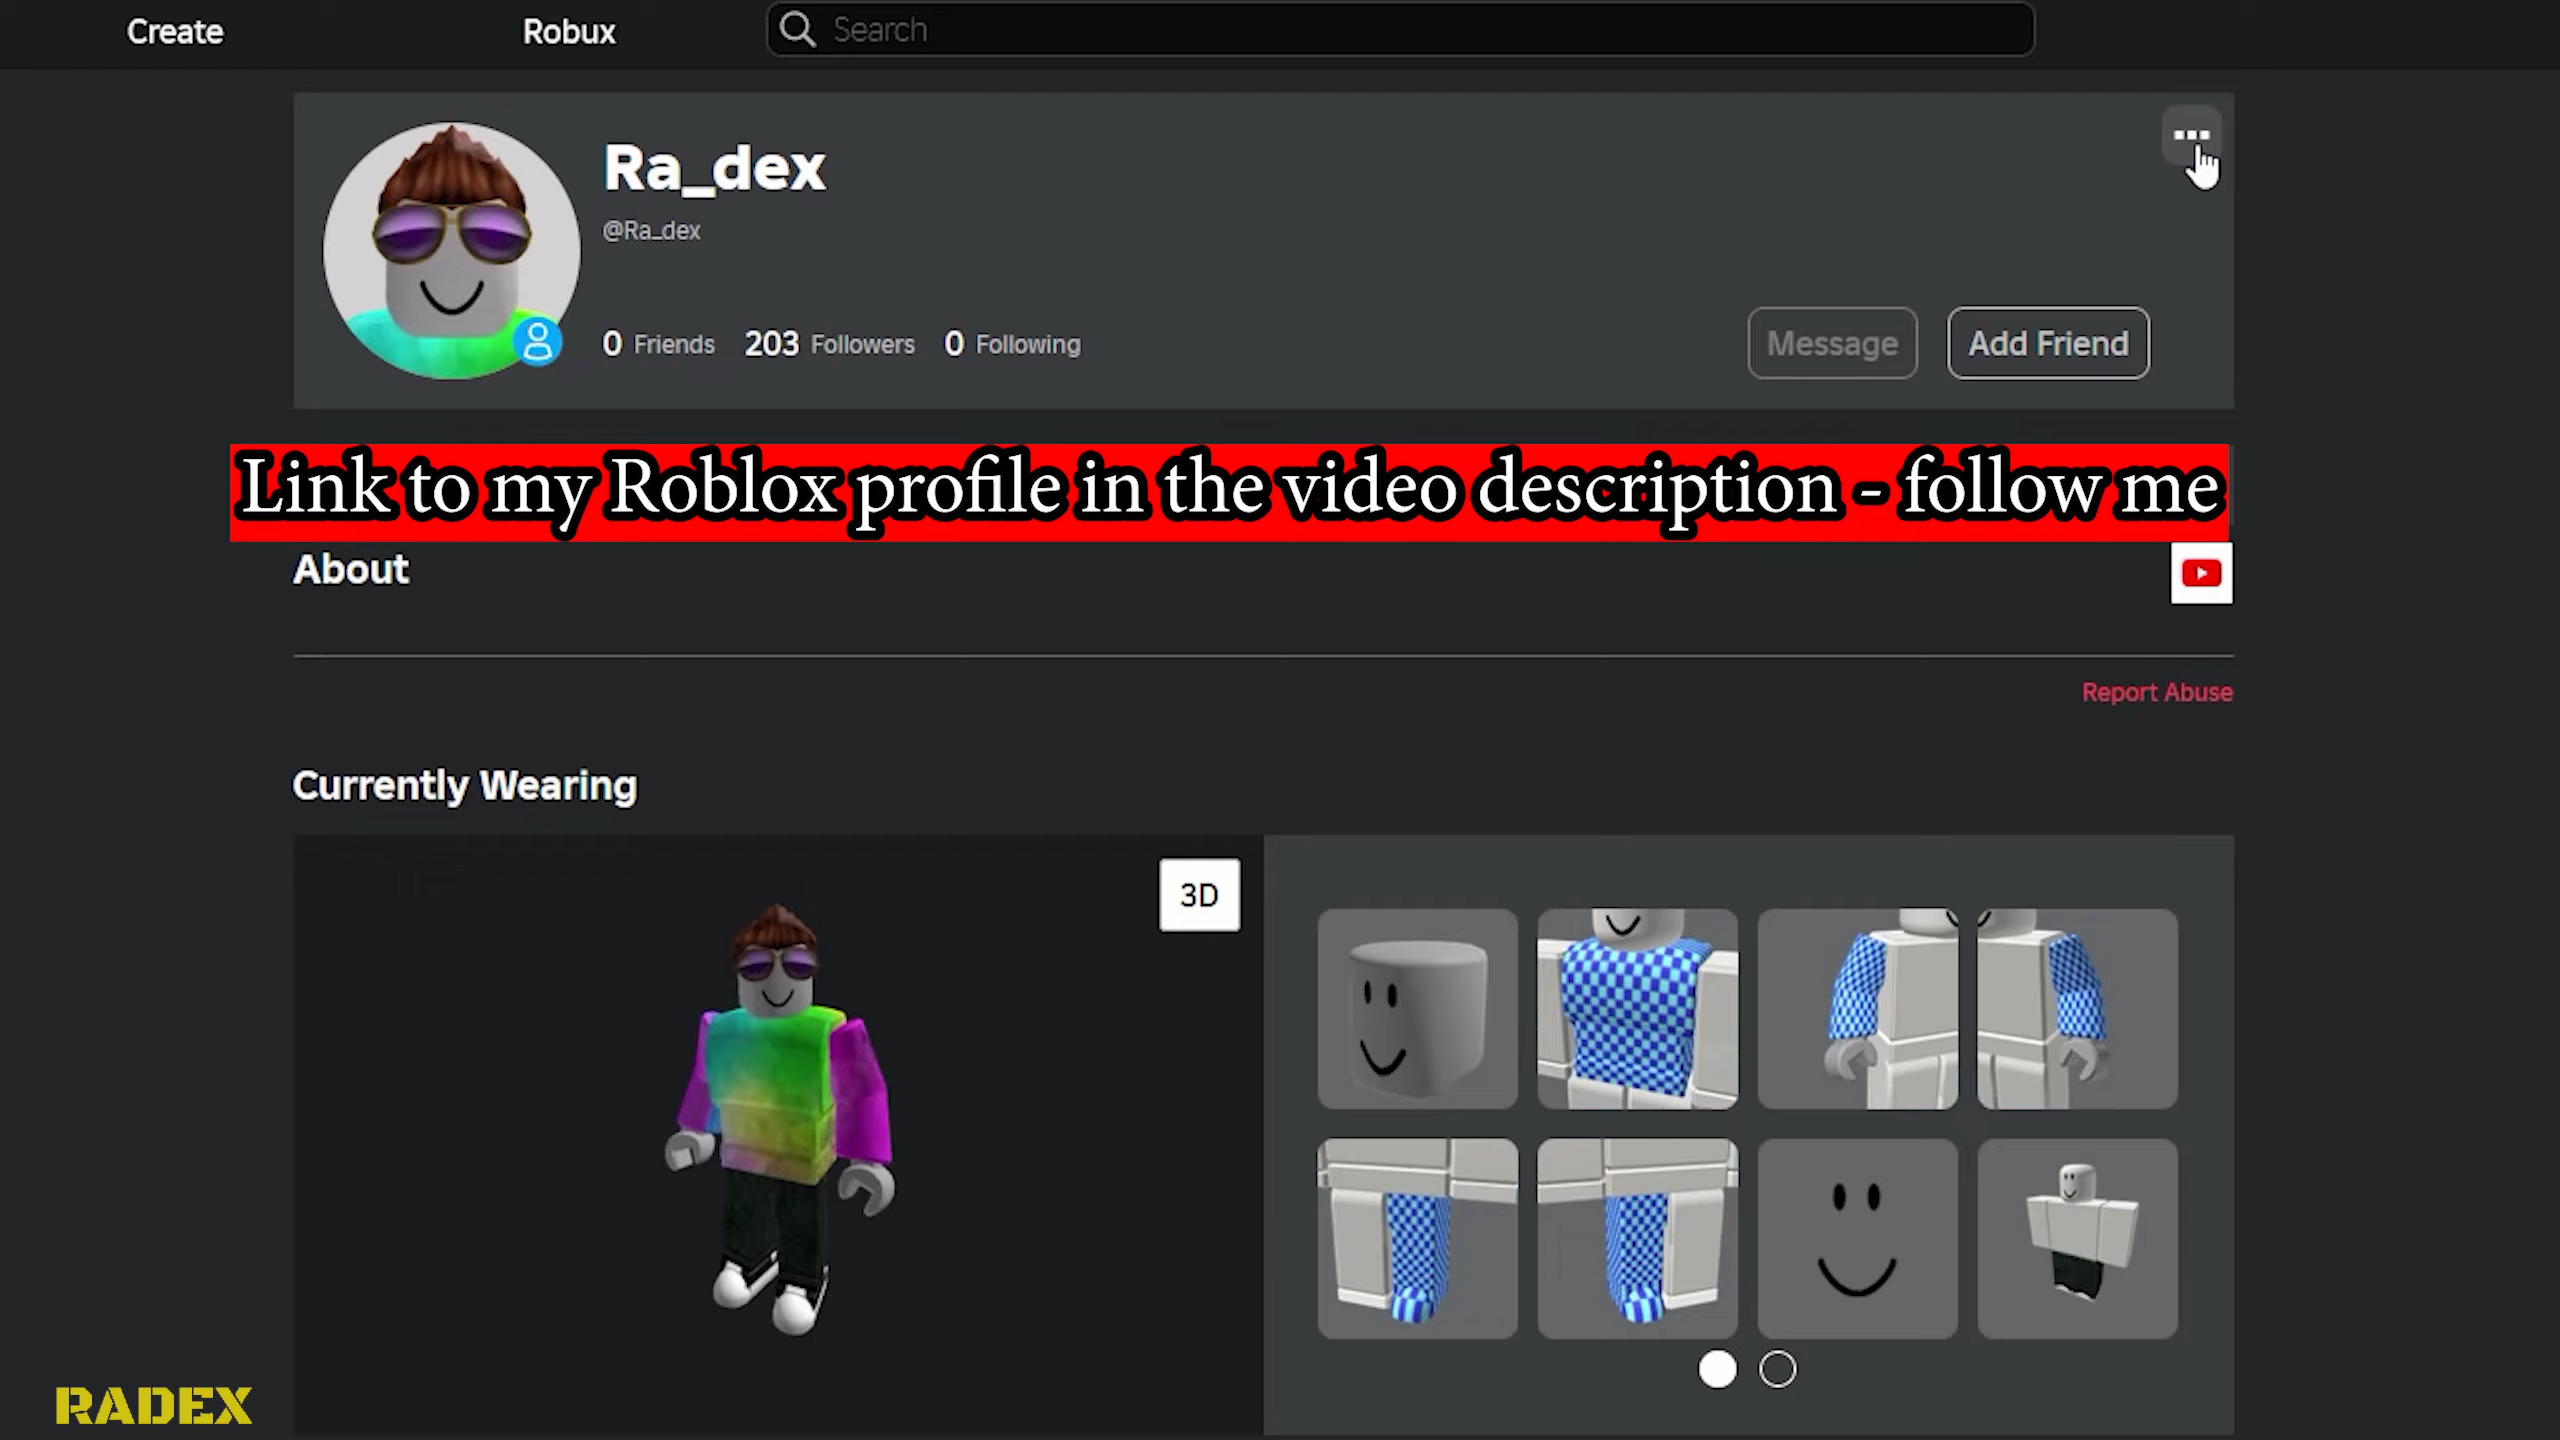 Create
Robux
Search
Ra_dex
@Ra_dex
0 Friends 203 Followers 0 Following
Message
Add Friend
Link to my Roblox profile in the video description - follow me
About
Report Abuse
Currently Wearing
3D
RADEX